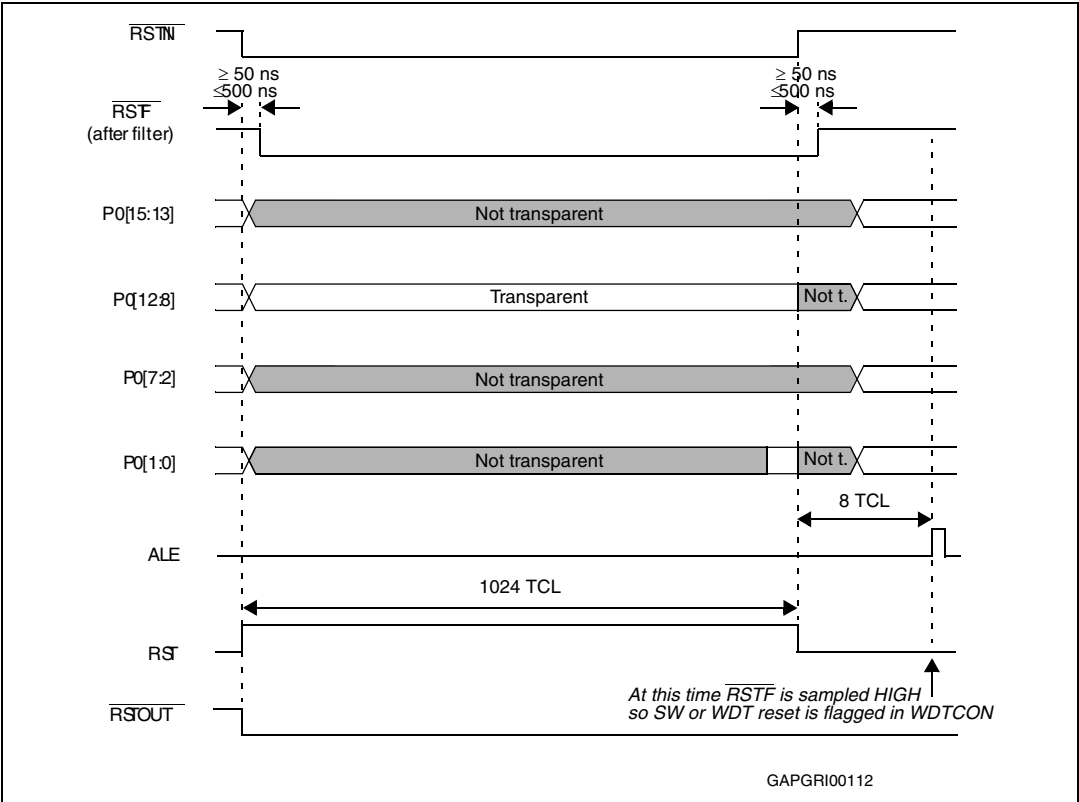 RSTIN
≥ 50 ns
≤500 ns
≥ 50 ns
≤500 ns
RSTF
(after filter)
P0[15:13]
Not transparent
P0[12:8]
Transparent
Not t.
P0[7:2]
Not transparent
P0[1:0]
Not transparent
Not t.
8 TCL
ALE
1024 TCL
RST
At this time RSTF is sampled HIGH
so SW or WDT reset is flagged in WDTCON
RSTOUT
GAPGRI00112